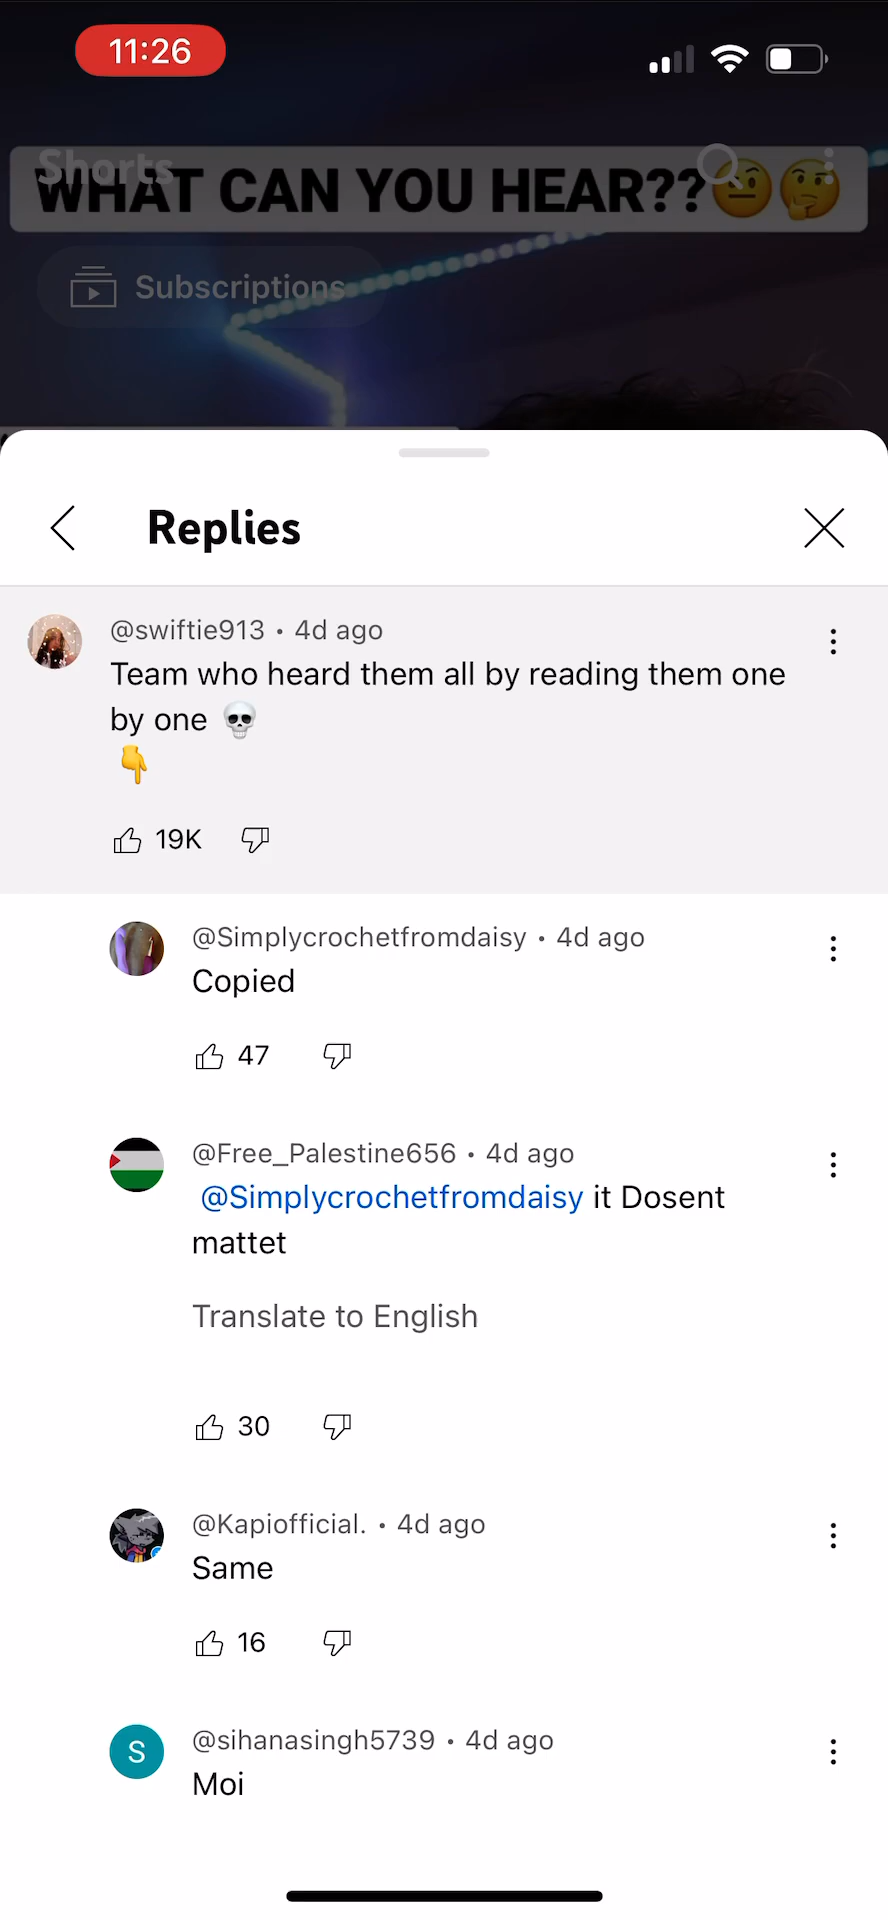 11:26
Shorts
WHAT CAN YOU HEAR??🤨🤔
Subscriptions
Replies
@swiftie913 • 4d ago
Team who heard them all by reading them one
by one 💀
👇
19K
@Simplycrochetfromdaisy • 4d ago
Copied
47
@Free_Palestine656 • 4d ago
@Simplycrochetfromdaisy it Dosent
mattet
Translate to English
30
@Kapiofficial. • 4d ago
Same
16
S
@sihanasingh5739 • 4d ago
Moi